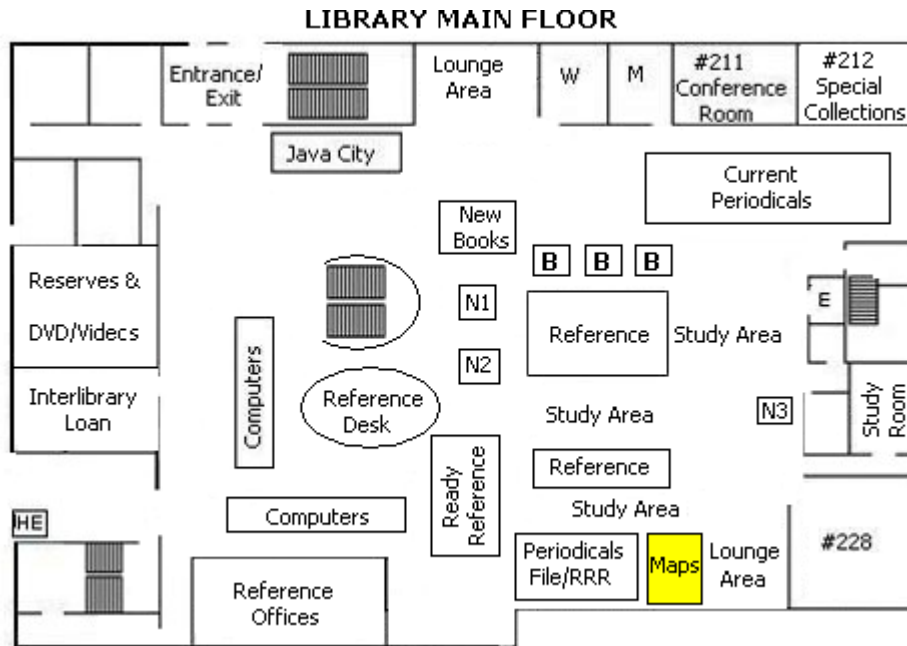 LIBRARY MAIN FLOOR
Entrance/
Exit
Lounge
Area
W
M
#211
Conference
Room
#212
Special
Collections
Java City
Current
Periodicals
New
Books
B
B
B
Reserves &
DVD/Videcs
N1
E
Reference
Study Area
N2
Interlibrary
Loan
Computers
Reference
Desk
Study Area
N3
Study
Room
Ready
Reference
Reference
Computers
Study Area
HE
Periodicals
File/RRR
Maps
Lounge
Area
#228
Reference
Offices